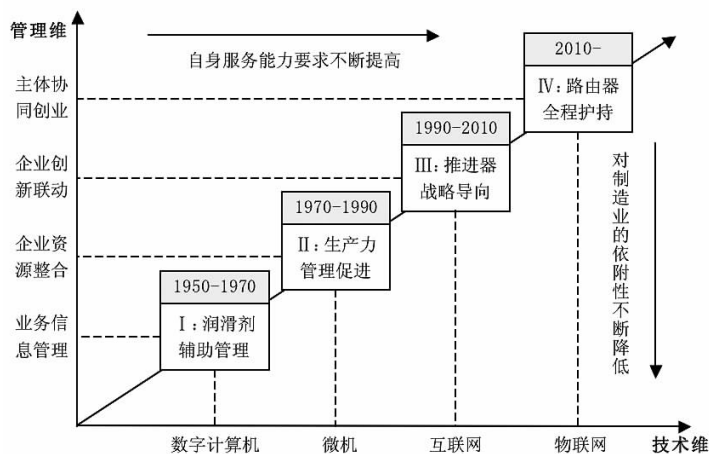 管理维
自身服务能力要求不断提高
主体协
同创业
2010-
Ⅳ:路由器
全程护持
企业创
新联动
1990-2010
Ⅲ:推进器
战略导向
对制造业的依附性不断降低
企业资
源整合
1970-1990
Ⅱ:生产力
管理促进
业务信
息管理
1950-1970
Ⅰ:润滑剂
辅助管理
数字计算机
微机
互联网
物联网
技术维